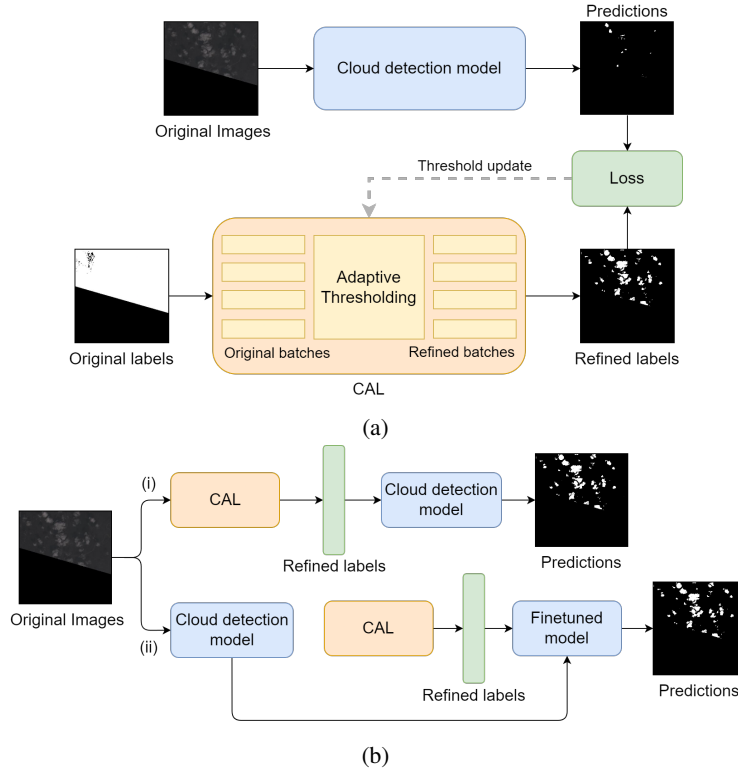 Predictions
Cloud detection model
Original Images
Threshold update
Loss
Adaptive
Thresholding
Original batches
Refined batches
Original labels
Refined labels
CAL
(a)
(i)
CAL
Cloud detection
model
Refined labels
Predictions
Original Images
(ii)
Cloud detection
model
CAL
Finetuned
model
Refined labels
Predictions
(b)